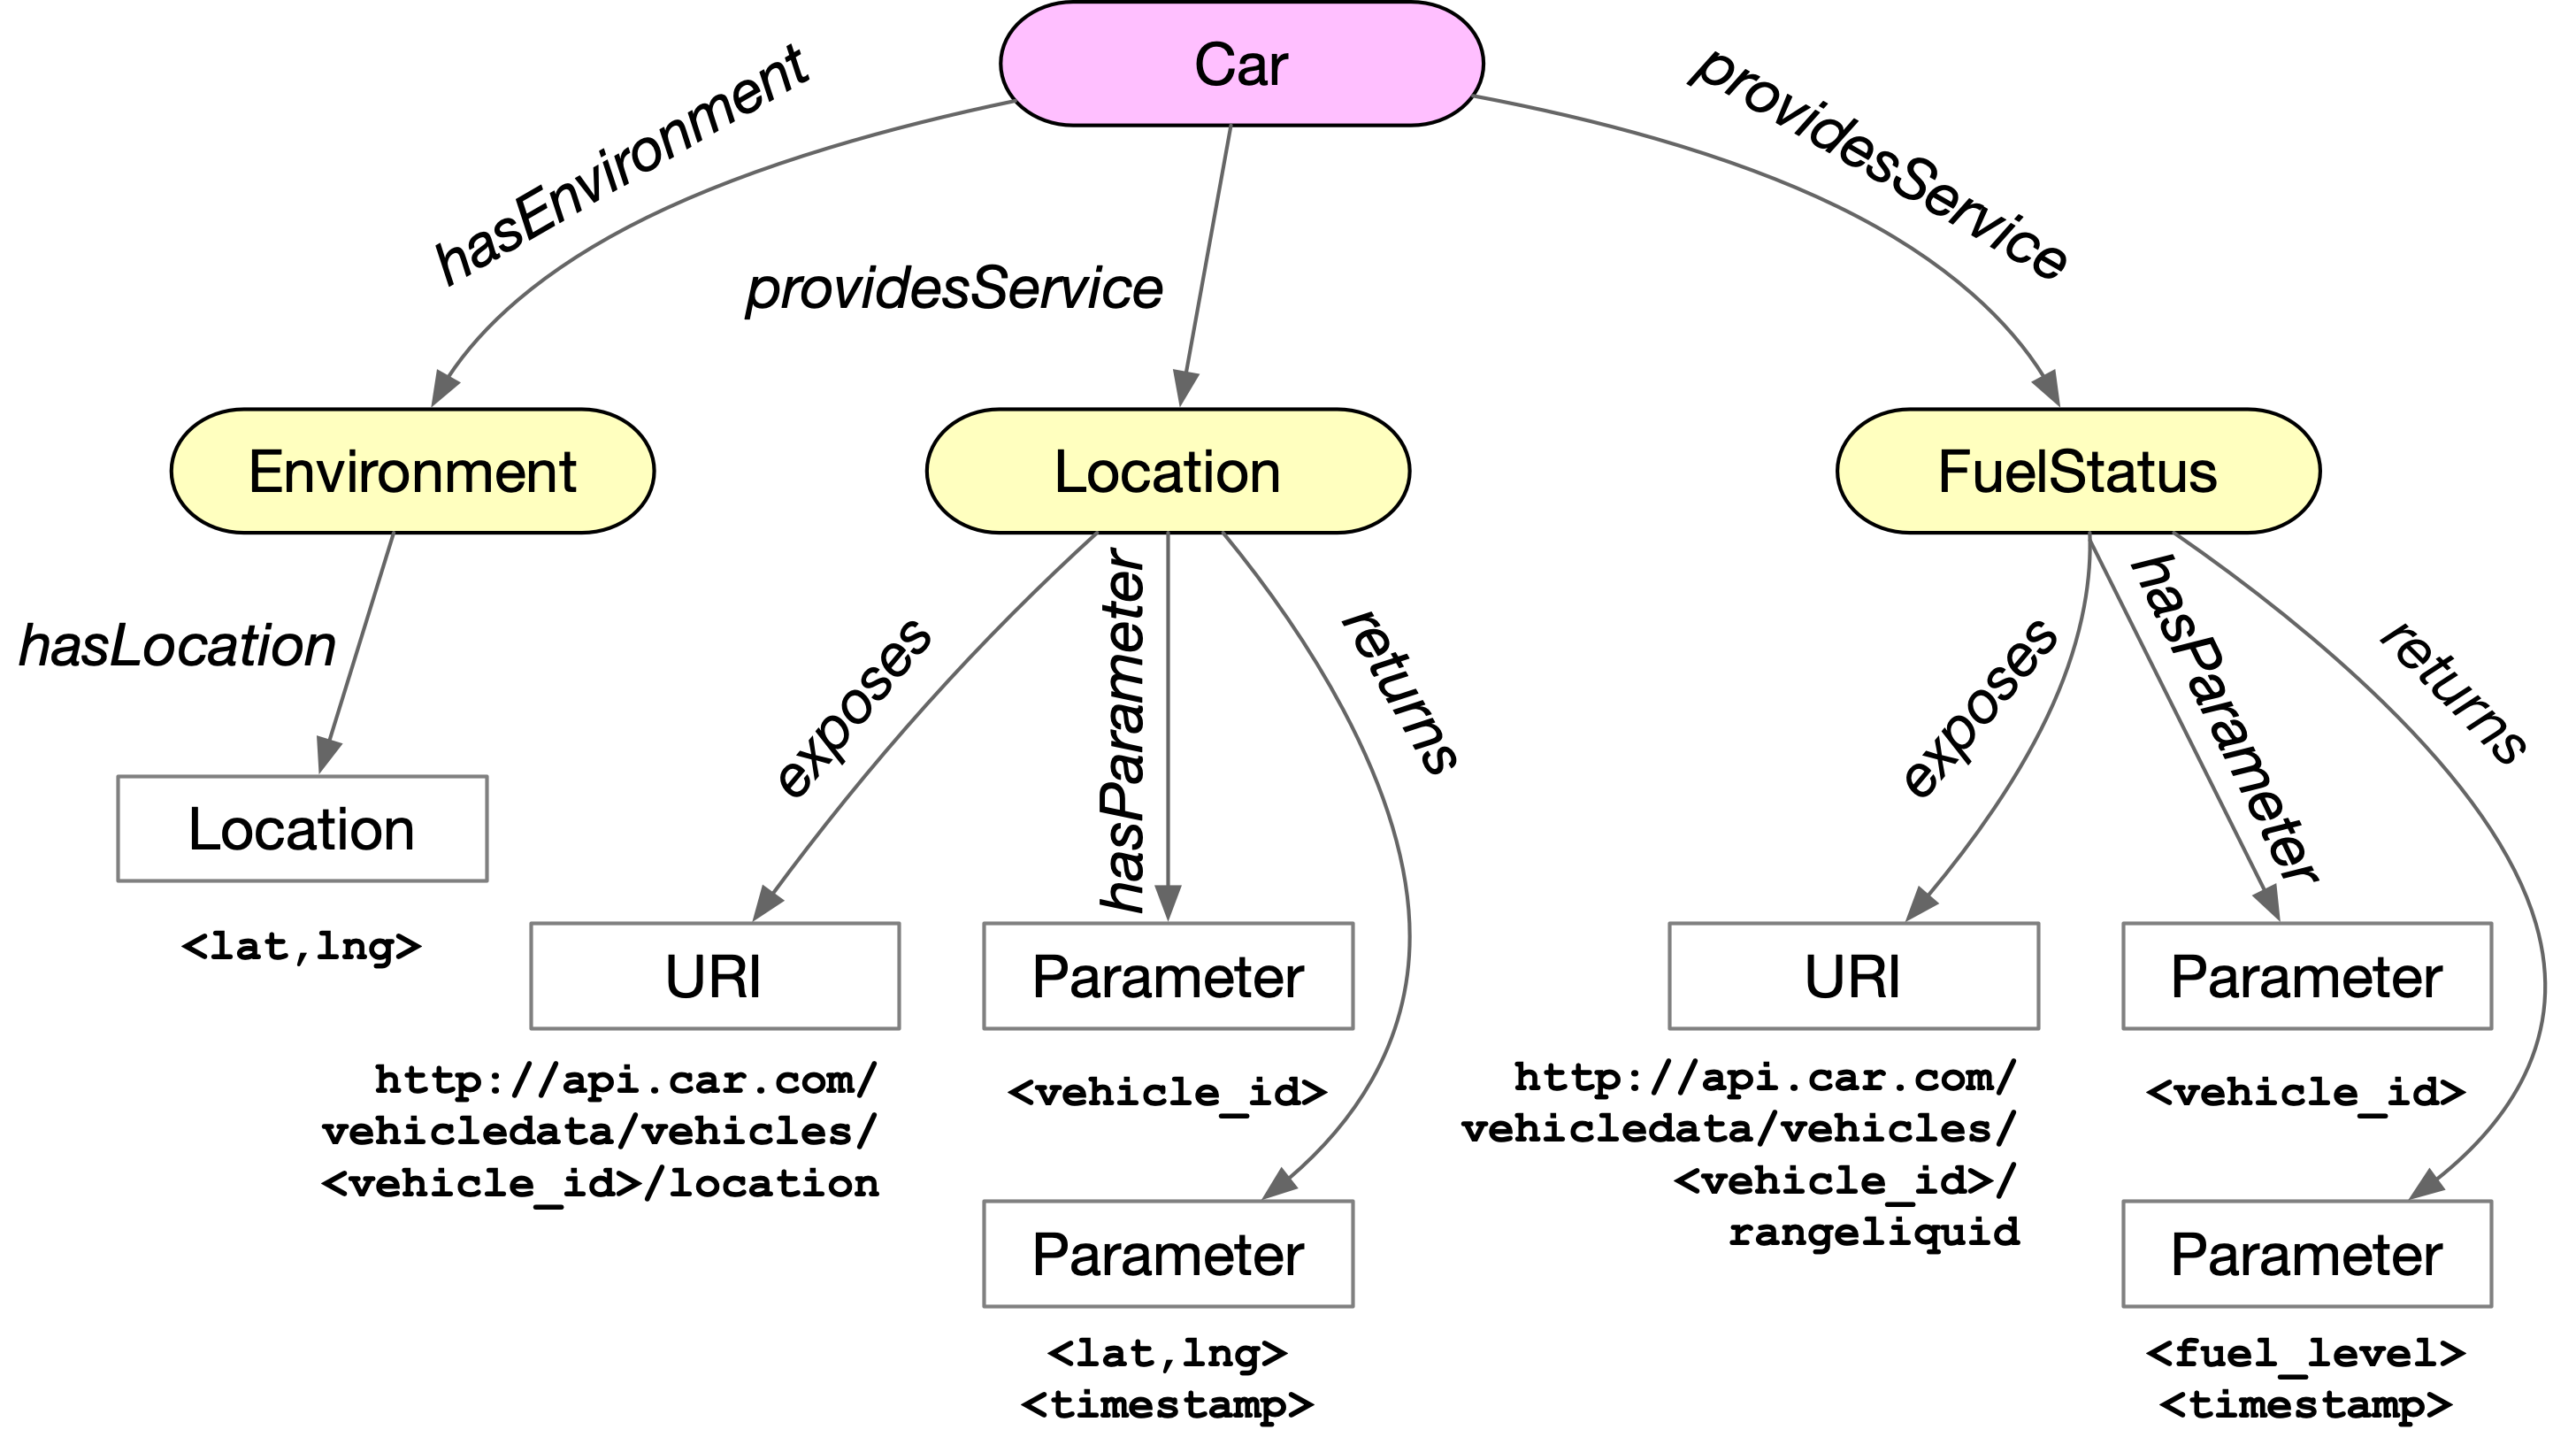 Car
hasEnvironment
providesService
providesService
Environment
Location
FuelStatus
hasLocation
exposes
hasParameter
returns
exposes
hasParameter
returns
Location
<lat,lng>
URI
http://api.car.com/
vehicledata/vehicles/
<vehicle_id>/location
Parameter
<vehicle_id>
Parameter
<lat,lng>
<timestamp>
URI
http://api.car.com/
vehicledata/vehicles/
<vehicle_id>/
rangeliquid
Parameter
<vehicle_id>
Parameter
<fuel_level>
<timestamp>